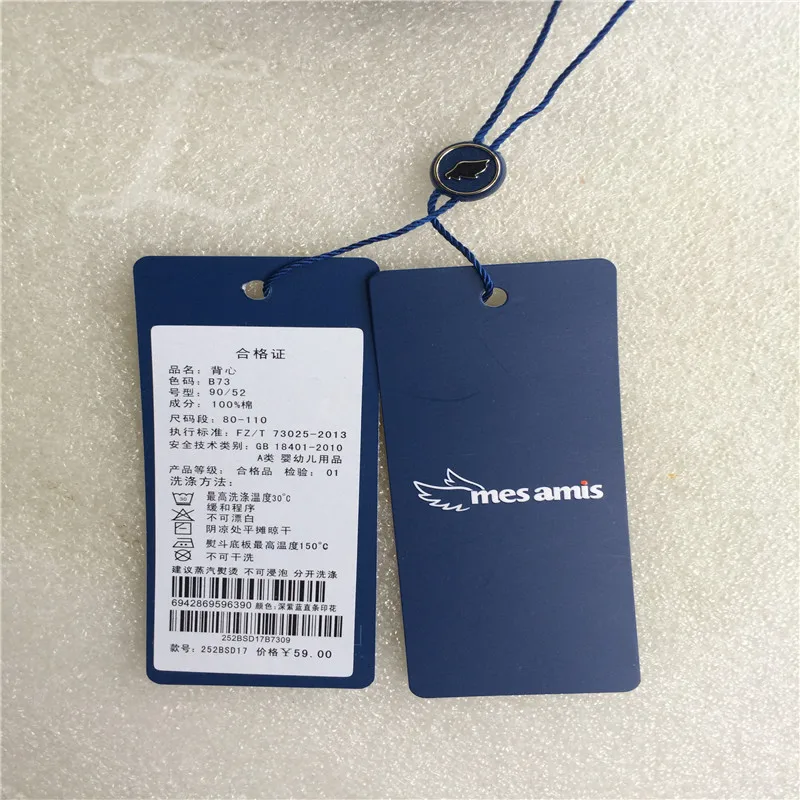 合格证
品名: 背心
色码: B73
号型: 90/52
成分: 100%棉
尺码段: 80-110
执行标准: FZ/T 73025-2013
安全技术类别: GB 18401-2010
A类 婴幼儿用品
产品等级: 合格品 检验: 01
洗涤方法:
30
最高洗涤温度30℃
缓和程序
不可漂白
阴凉处平摊晾干
熨斗底板最高温度150℃
不可干洗
建议蒸汽熨烫 不可浸泡 分开洗涤
6942869596390 颜色: 深紫蓝直条印花
252BSD17B7309
款号: 252BSD17 价格¥59.00
mes amis